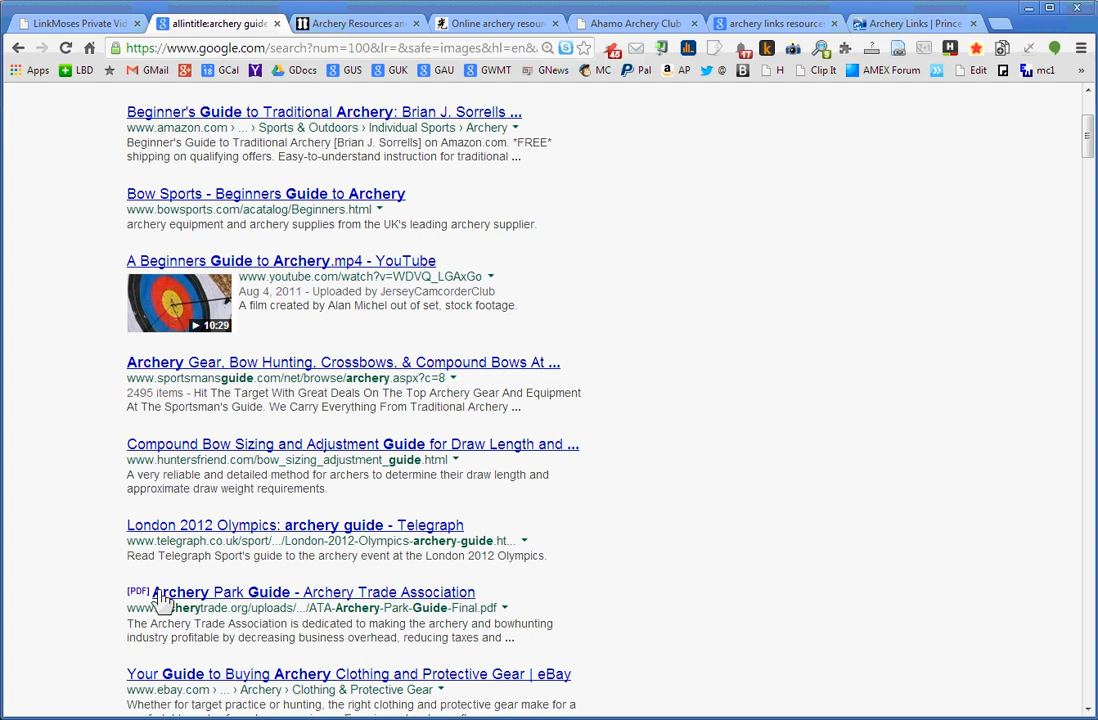 LinkMoses Private Vid
allintitle:archery guide
Archery Resources and
Online archery resour
Ahamo Archery Club
archery links resources
Archery Links | Prince
https://www.google.com/search?num=100&lr=&safe=images&hl=en&
45
17
Apps
LBD
GMail
GCal
GDocs
GUS
GUK
GAU
GWMT
GNews
MC
Pal
AP
@
H
Clip It
AMEX Forum
Edit
mc1
»
Beginner's Guide to Traditional Archery: Brian J. Sorrells ...
www.amazon.com › ... › Sports & Outdoors › Individual Sports › Archery
Beginner's Guide to Traditional Archery [Brian J. Sorrells] on Amazon.com. *FREE*
shipping on qualifying offers. Easy-to-understand instruction for traditional ...
Bow Sports - Beginners Guide to Archery
www.bowsports.com/acatalog/Beginners.html
archery equipment and archery supplies from the UK's leading archery supplier.
A Beginners Guide to Archery.mp4 - YouTube
www.youtube.com/watch?v=WDVQ_LGAxGo
Aug 4, 2011 - Uploaded by JerseyCamcorderClub
A film created by Alan Michel out of set, stock footage.
10:29
Archery Gear, Bow Hunting, Crossbows, & Compound Bows At ...
www.sportsmansguide.com/net/browse/archery.aspx?c=8
2495 items - Hit The Target With Great Deals On The Top Archery Gear And Equipment
At The Sportsman's Guide. We Carry Everything From Traditional Archery ...
Compound Bow Sizing and Adjustment Guide for Draw Length and ...
www.huntersfriend.com/bow_sizing_adjustment_guide.html
A very reliable and detailed method for archers to determine their draw length and
approximate draw weight requirements.
London 2012 Olympics: archery guide - Telegraph
www.telegraph.co.uk/sport/.../London-2012-Olympics-archery-guide.ht...
Read Telegraph Sport's guide to the archery event at the London 2012 Olympics.
[PDF] Archery Park Guide - Archery Trade Association
www.archerytrade.org/uploads/.../ATA-Archery-Park-Guide-Final.pdf
The Archery Trade Association is dedicated to making the archery and bowhunting
industry profitable by decreasing business overhead, reducing taxes and ...
Your Guide to Buying Archery Clothing and Protective Gear | eBay
www.ebay.com › ... › Archery › Clothing & Protective Gear
Whether for target practice or hunting, the right clothing and protective gear make for a